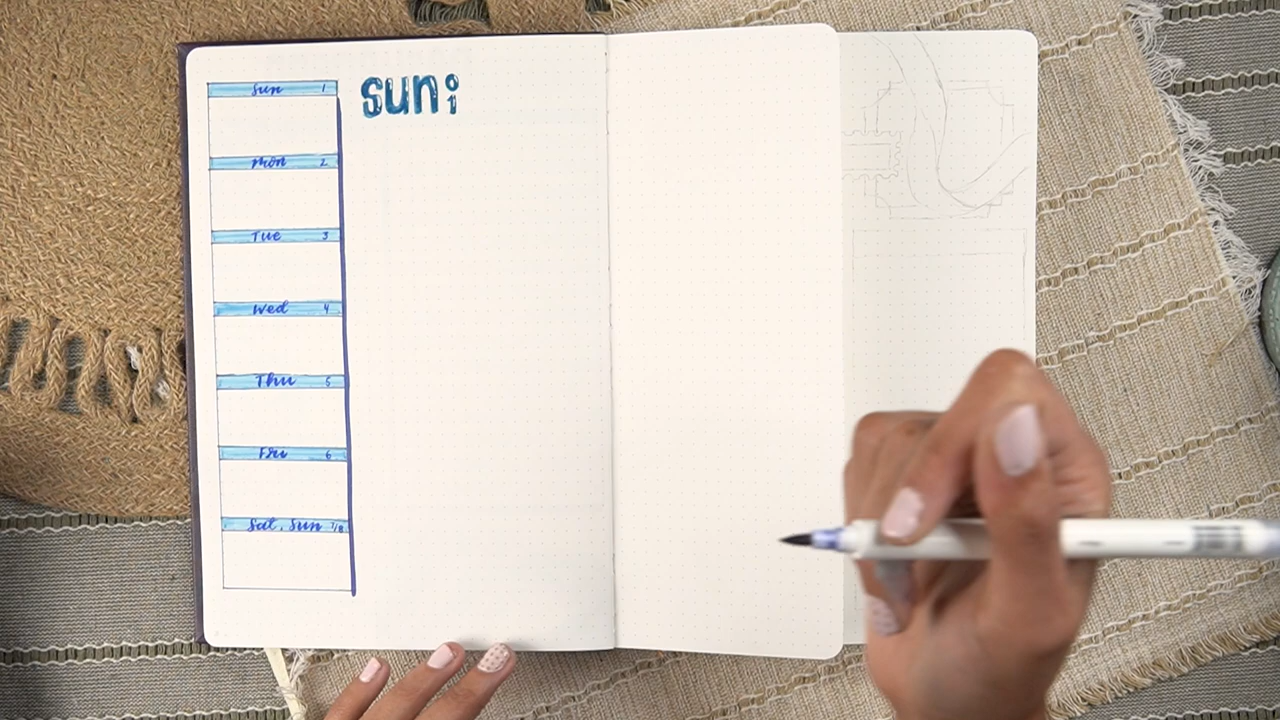 sun 1
sun:
mon 2
Tue 3
Wed 4
Thu 5
Fri 6
Sat, Sun 7/8